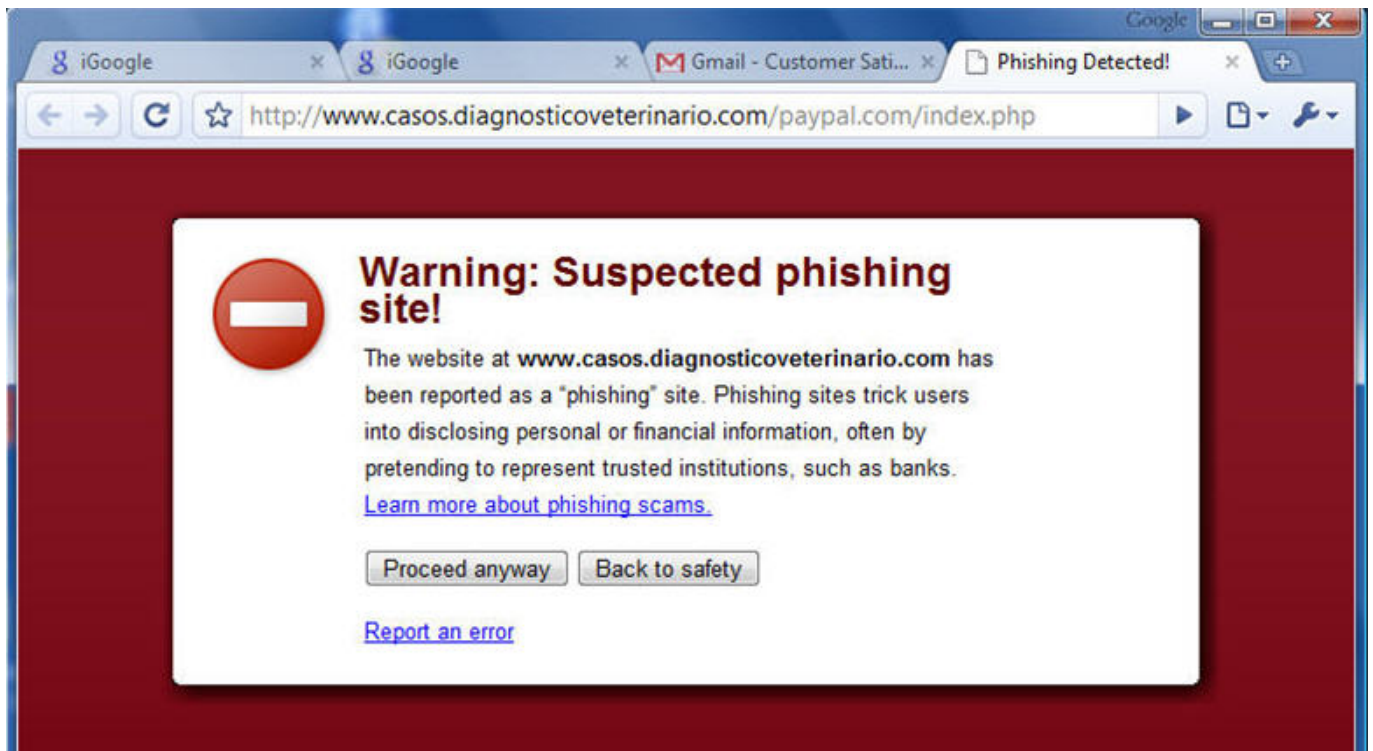 Google
iGoogle
iGoogle
Gmail - Customer Sati...
Phishing Detected!
http://www.casos.diagnosticoveterinario.com/paypal.com/index.php
Warning: Suspected phishing
site!
The website at www.casos.diagnosticoveterinario.com has
been reported as a "phishing" site. Phishing sites trick users
into disclosing personal or financial information, often by
pretending to represent trusted institutions, such as banks.
Learn more about phishing scams.
Proceed anyway
Back to safety
Report an error